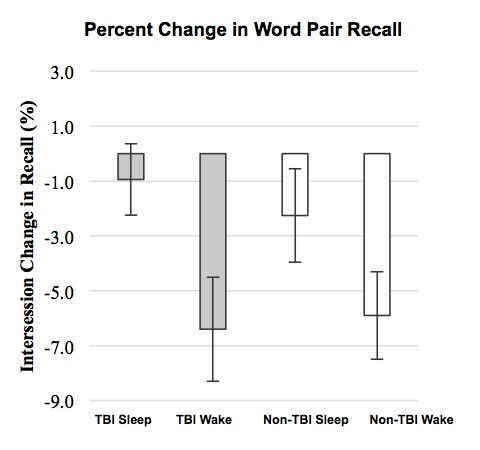 Percent Change in Word Pair Recall
Intersession Change in Recall (%)
3.0
1.0
-1.0
-3.0
-5.0
-7.0
-9.0
TBI Sleep TBI Wake Non-TBI Sleep Non-TBI Wake